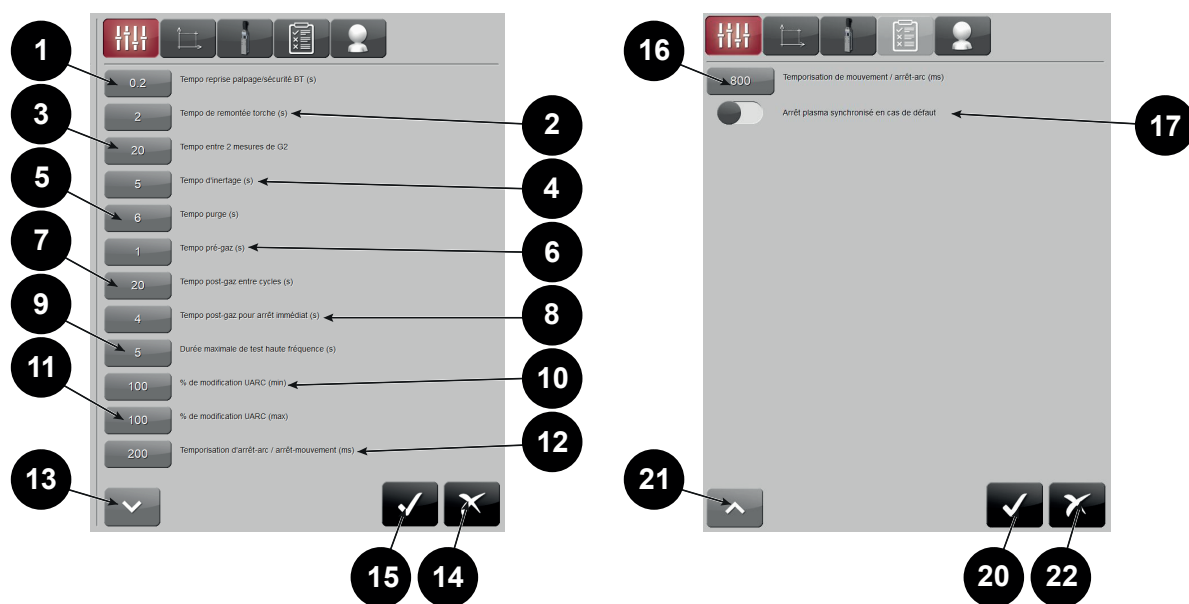 1
0.2 Tempo reprise palpage/sécurité BT (s)
2 Tempo de remontée torche (s)
2
3
20 Tempo entre 2 mesures de G2
5 Tempo d'inertage (s)
4
5
6 Tempo purge (s)
1 Tempo pré-gaz (s)
6
7
20 Tempo post-gaz entre cycles (s)
4 Tempo post-gaz pour arrêt immédiat (s)
8
9
5 Durée maximale de test haute fréquence (s)
100 % de modification UARC (min)
10
11
100 % de modification UARC (max)
200 Temporisation d'arrêt-arc / arrêt-mouvement (ms)
12
13
15
14
16
800 Temporisation de mouvement / arrêt-arc (ms)
Arrêt plasma synchronisé en cas de défaut
17
21
20
22